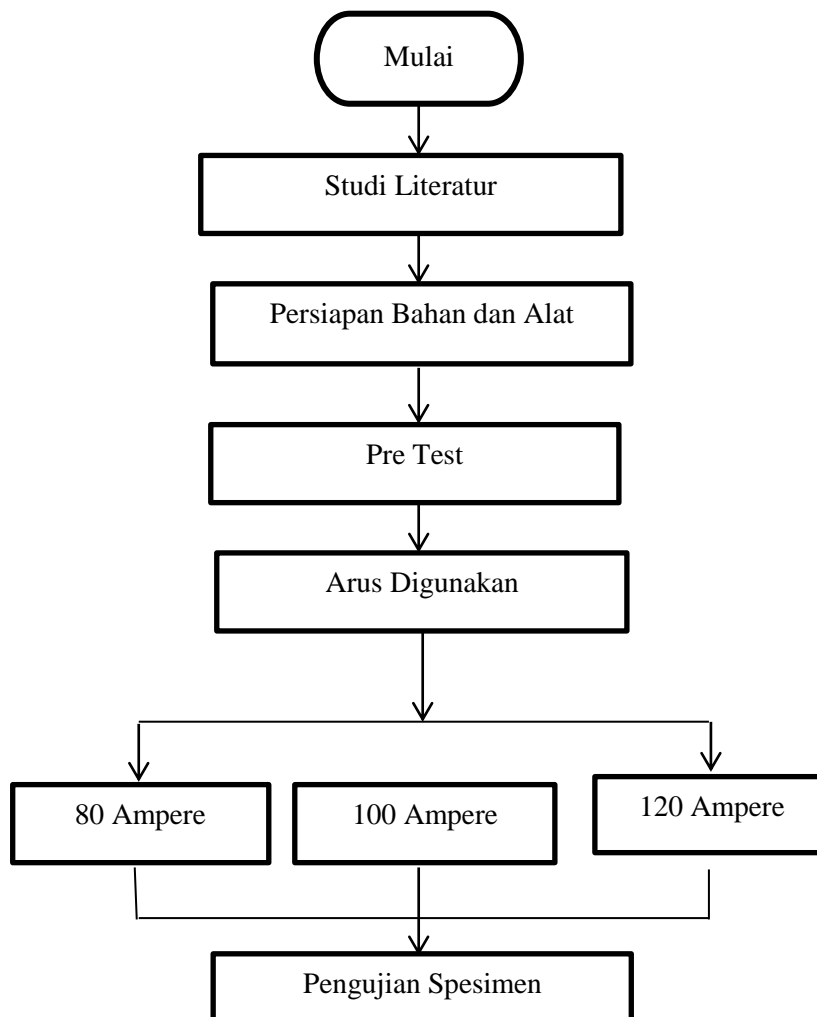 Mulai
Studi Literatur
Persiapan Bahan dan Alat
Pre Test
Arus Digunakan
80 Ampere
100 Ampere
120 Ampere
Pengujian Spesimen